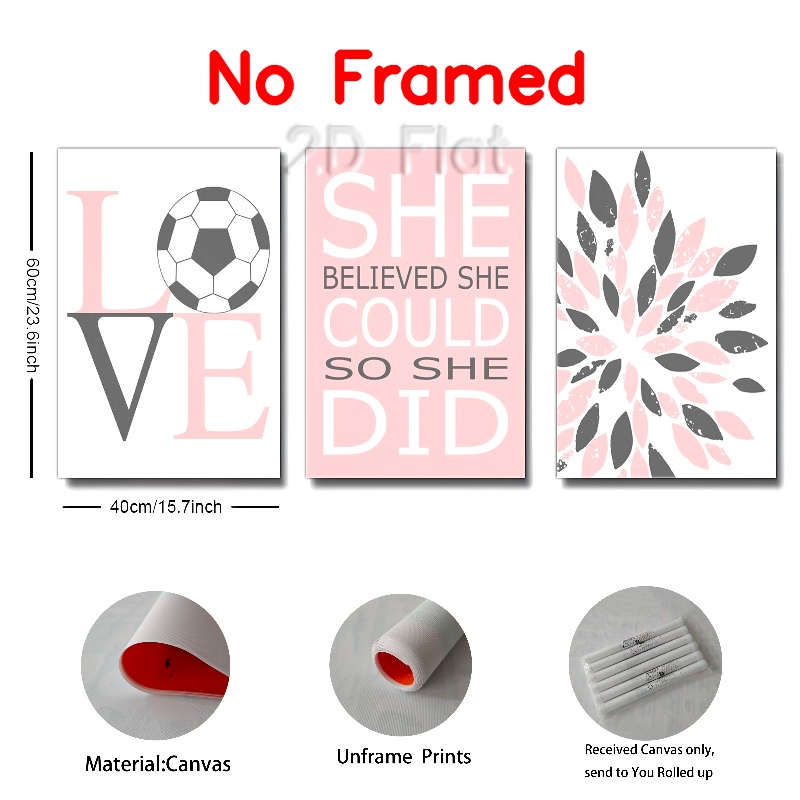 No Framed
2D Flat
60cm/23.6inch
LOVE
SHE
BELIEVED SHE
COULD
SO SHE
DID
40cm/15.7inch
Material:Canvas
Unframe Prints
Received Canvas only,
send to You Rolled up